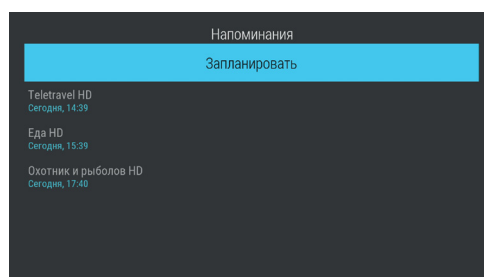 Напоминания
Запланировать
Teletravel HD
Сегодня, 14:39
Еда HD
Сегодня, 15:39
Охотник и рыболов HD
Сегодня, 17:40